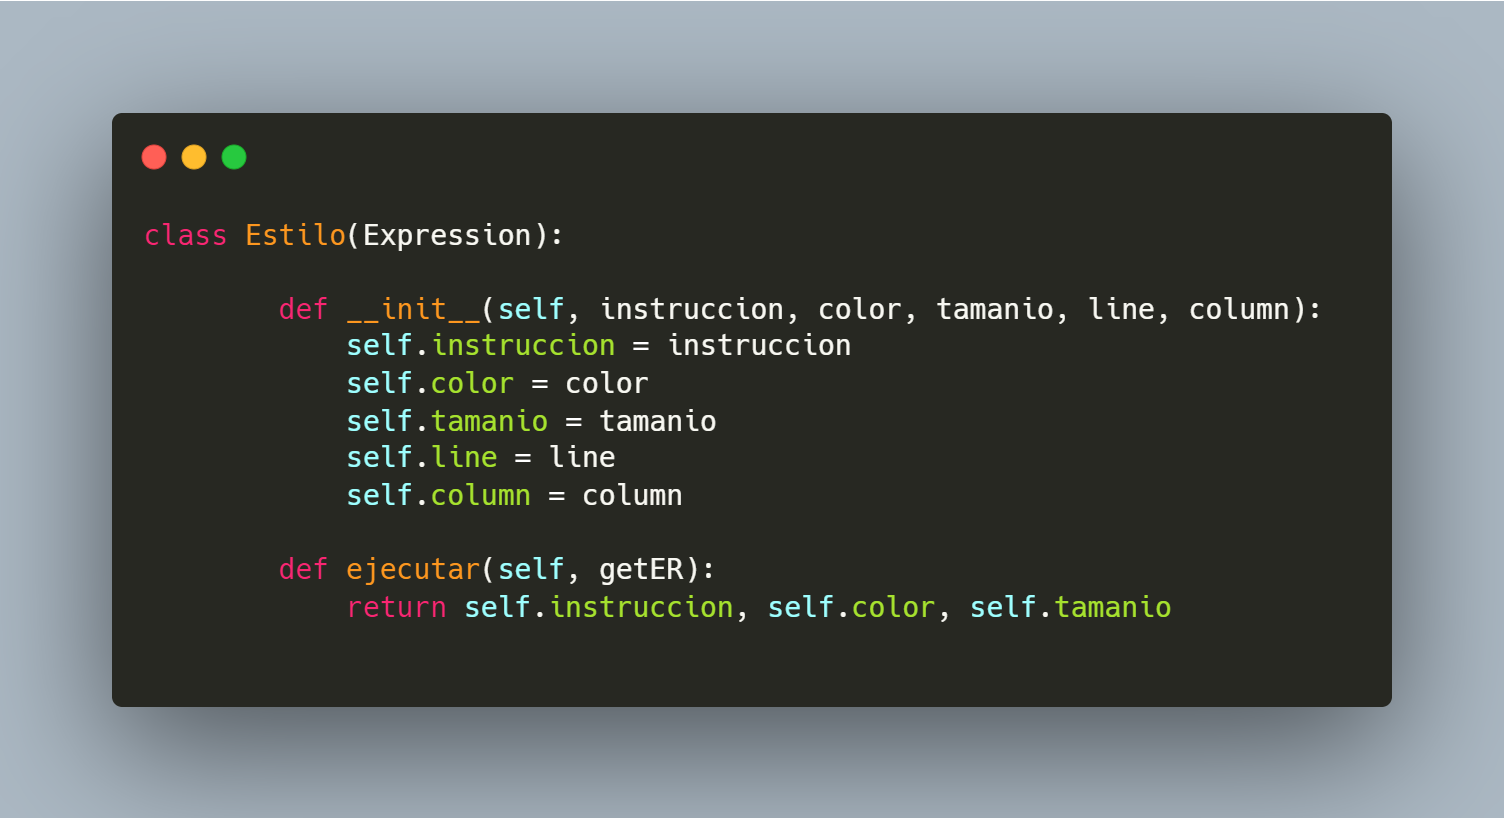 class Estilo(Expression):
def __init__(self, instruccion, color, tamanio, line, column):
self.instruccion = instruccion
self.color = color
self.tamanio = tamanio
self.line = line
self.column = column
def ejecutar(self, getER):
return self.instruccion, self.color, self.tamanio